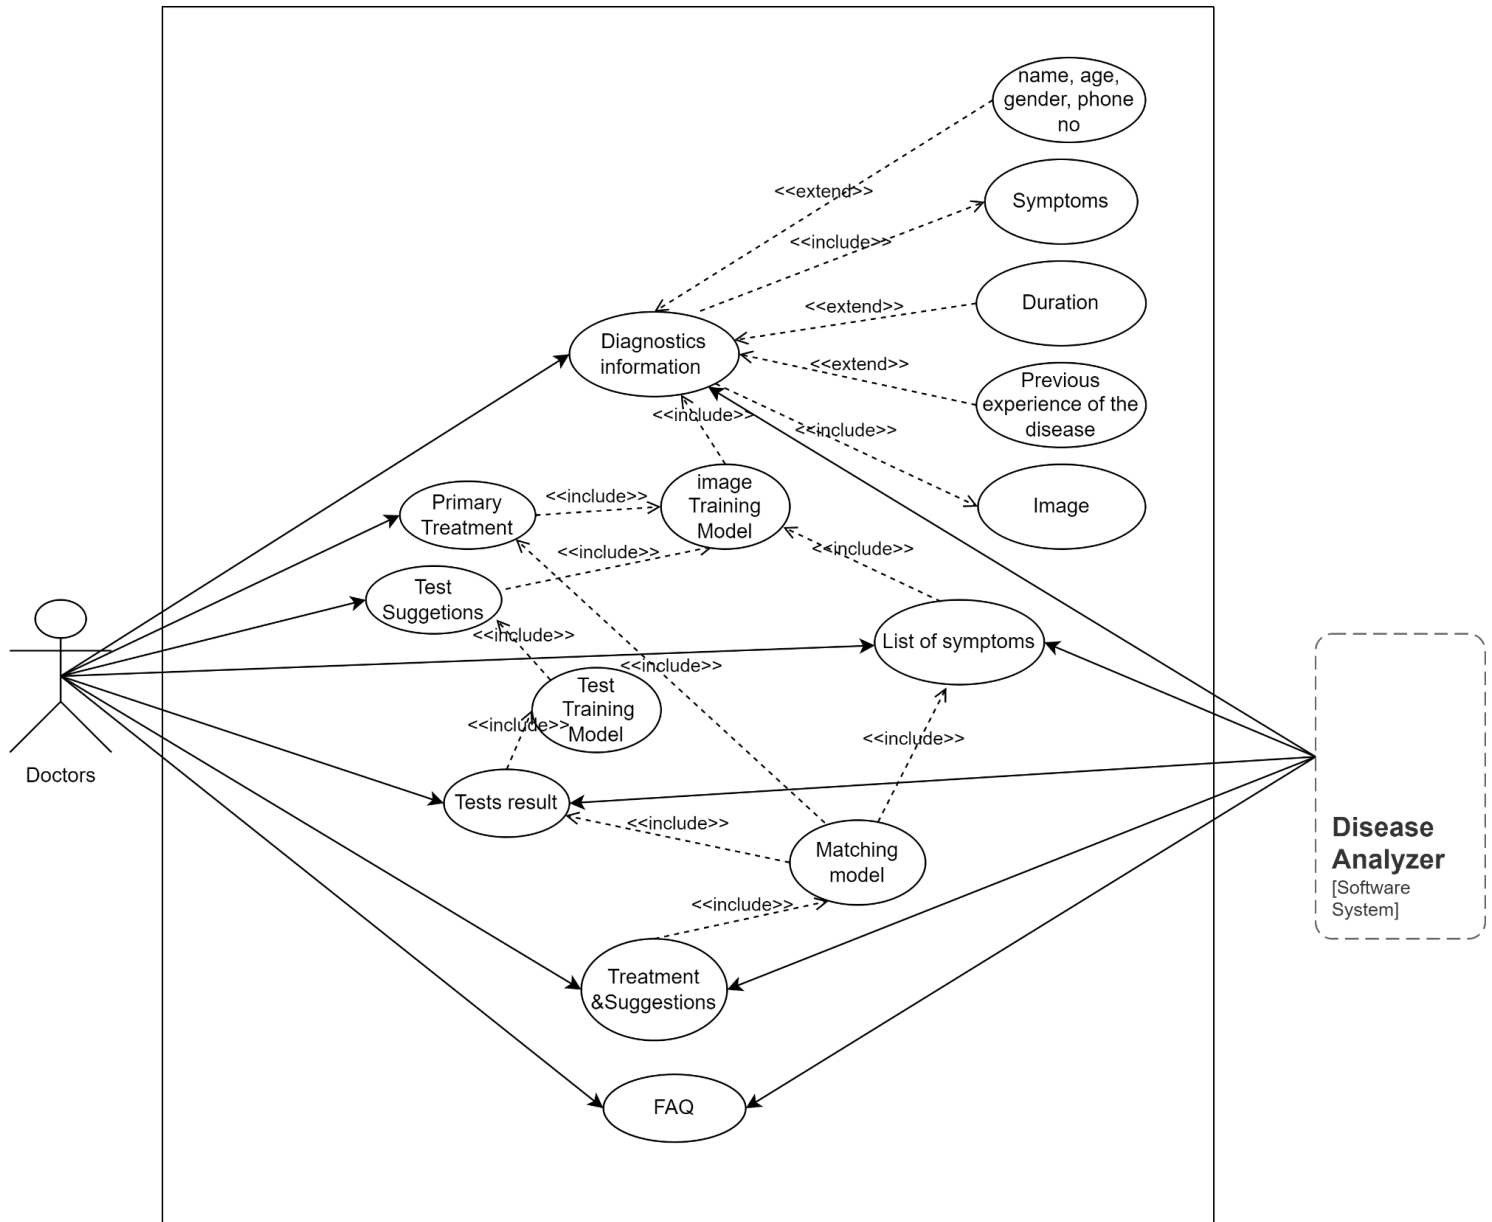 name, age,
gender, phone
no
<<extend>>
Symptoms
<<include>>
Duration
<<extend>>
Diagnostics
information
<<extend>>
Previous
experience of the
disease
<<include>>
<<include>>
image
Training
Model
Image
Primary
Treatment
<<include>>
<<include>>
<<include>>
Test
Suggetions
<<include>>
List of symptoms
<<include>>
Test
Training
Model
<<include>>
<<include>>
Doctors
Tests result
<<include>>
Matching
model
Disease
Analyzer
[Software
System]
<<include>>
Treatment
&Suggestions
FAQ